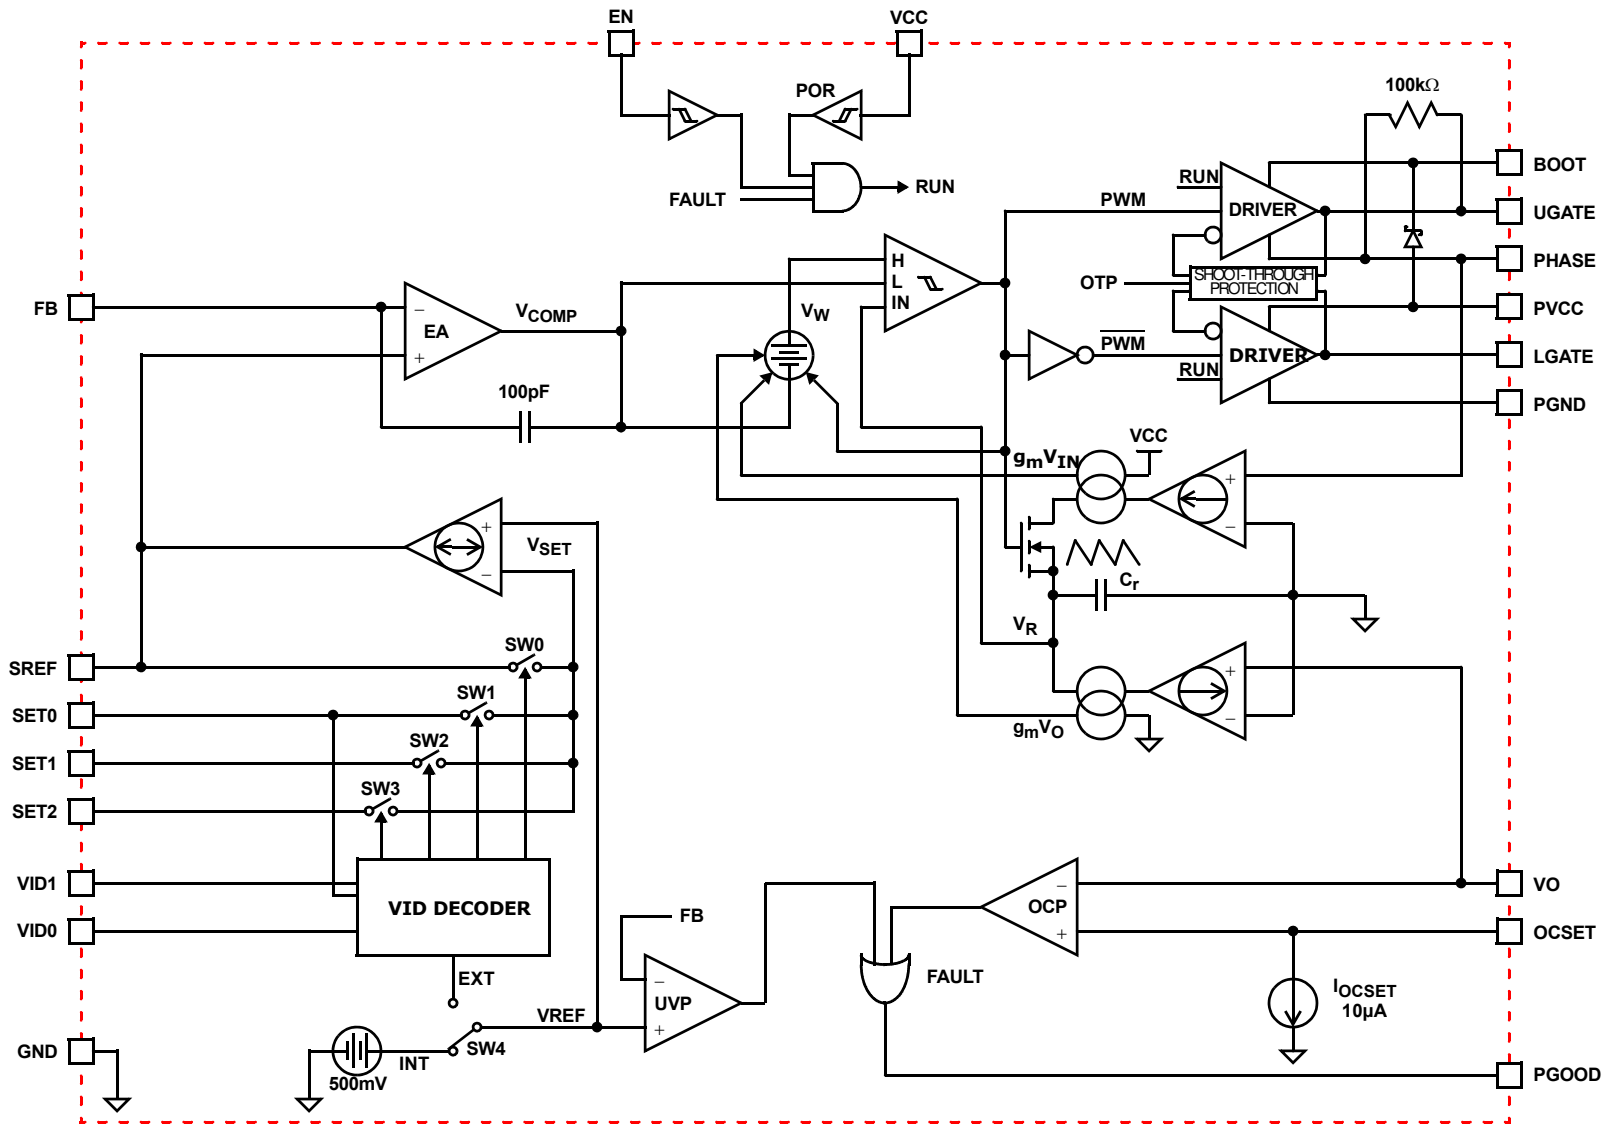 EN
VCC
POR
100kΩ
BOOT
RUN
RUN
FAULT
PWM
DRIVER
UGATE
H
L
IN
OTP
SHOOT-THROUGH
PROTECTION
PHASE
FB
−
EA
+
VCOMP
VW
PVCC
PWM
DRIVER
RUN
LGATE
100pF
PGND
VCC
gmVIN
+
−
+
VSET
−
Cr
VR
SW0
SREF
+
SW1
SET0
−
gmVO
SW2
SET1
SW3
SET2
VID1
VID DECODER
VID0
−
OCP
+
VO
OCSET
FB
EXT
−
UVP
+
FAULT
IOCSET
10µA
VREF
SW4
GND
INT
500mV
PGOOD